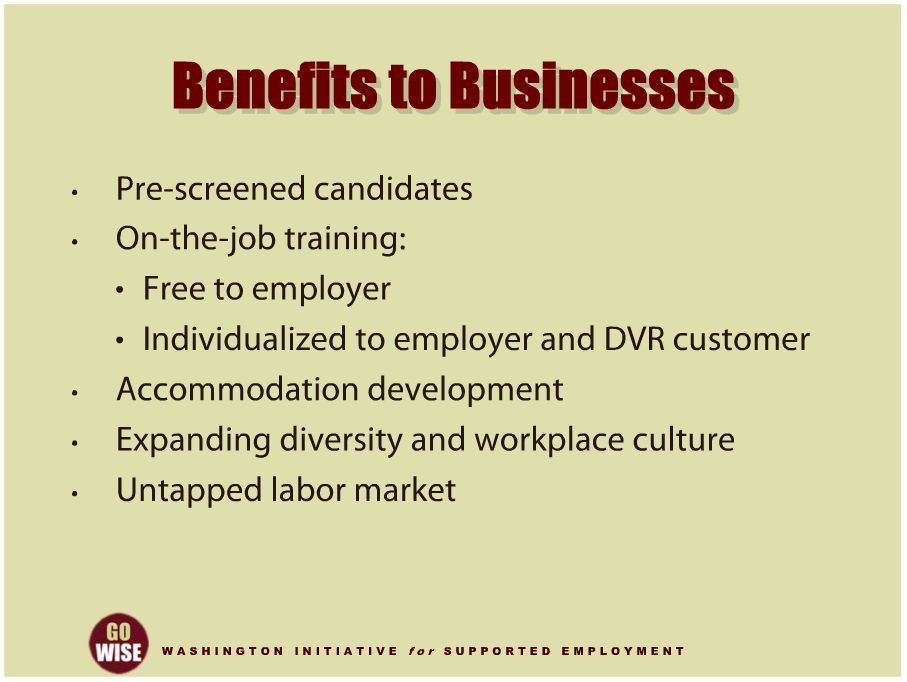 Benefits to Businesses
• Pre-screened candidates
• On-the-job training:
• Free to employer
• Individualized to employer and DVR customer
• Accommodation development
• Expanding diversity and workplace culture
• Untapped labor market
GO
WISE
WASHINGTON INITIATIVE for SUPPORTED EMPLOYMENT